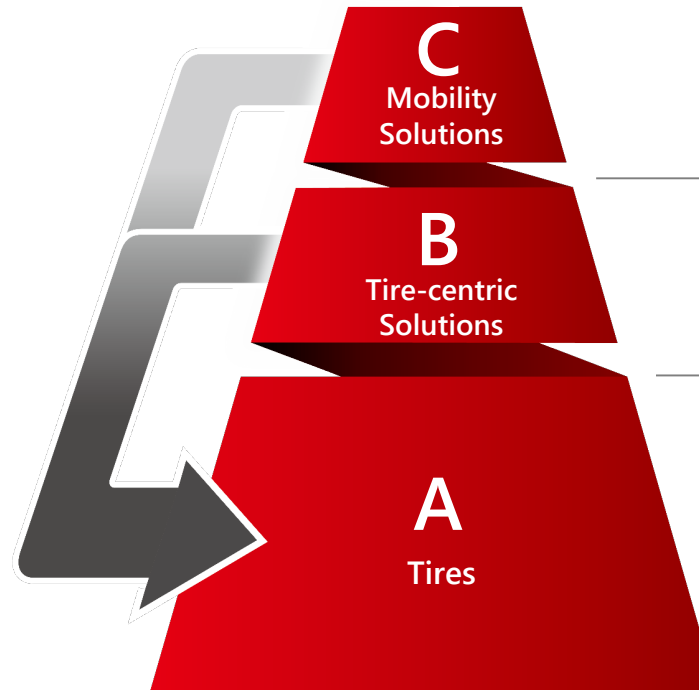 C
Mobility
Solutions
B
Tire-centric
Solutions
A
Tires